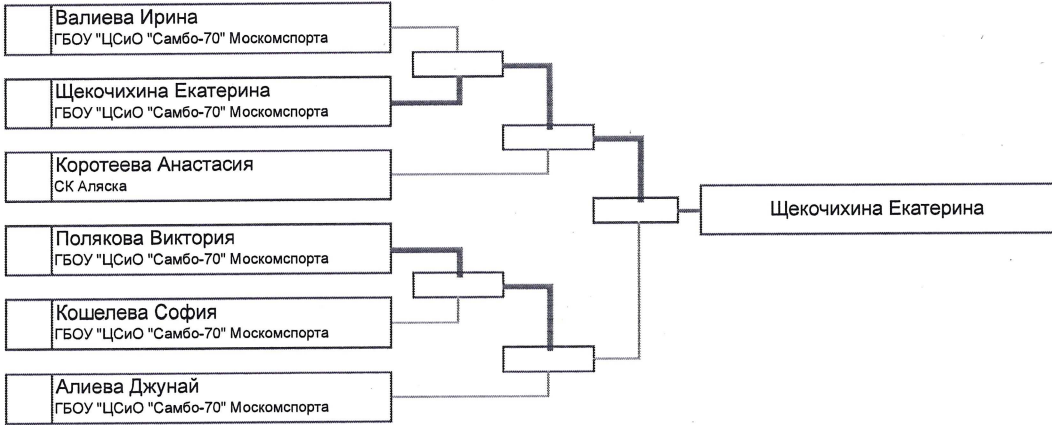 Валиева Ирина
ГБОУ "ЦСиО "Самбо-70" Москомспорта
Щекочихина Екатерина
ГБОУ "ЦСиО "Самбо-70" Москомспорта
Коротеева Анастасия
СК Аляска
Щекочихина Екатерина
Полякова Виктория
ГБОУ "ЦСиО "Самбо-70" Москомспорта
Кошелева София
ГБОУ "ЦСиО "Самбо-70" Москомспорта
Алиева Джунай
ГБОУ "ЦСиО "Самбо-70" Москомспорта